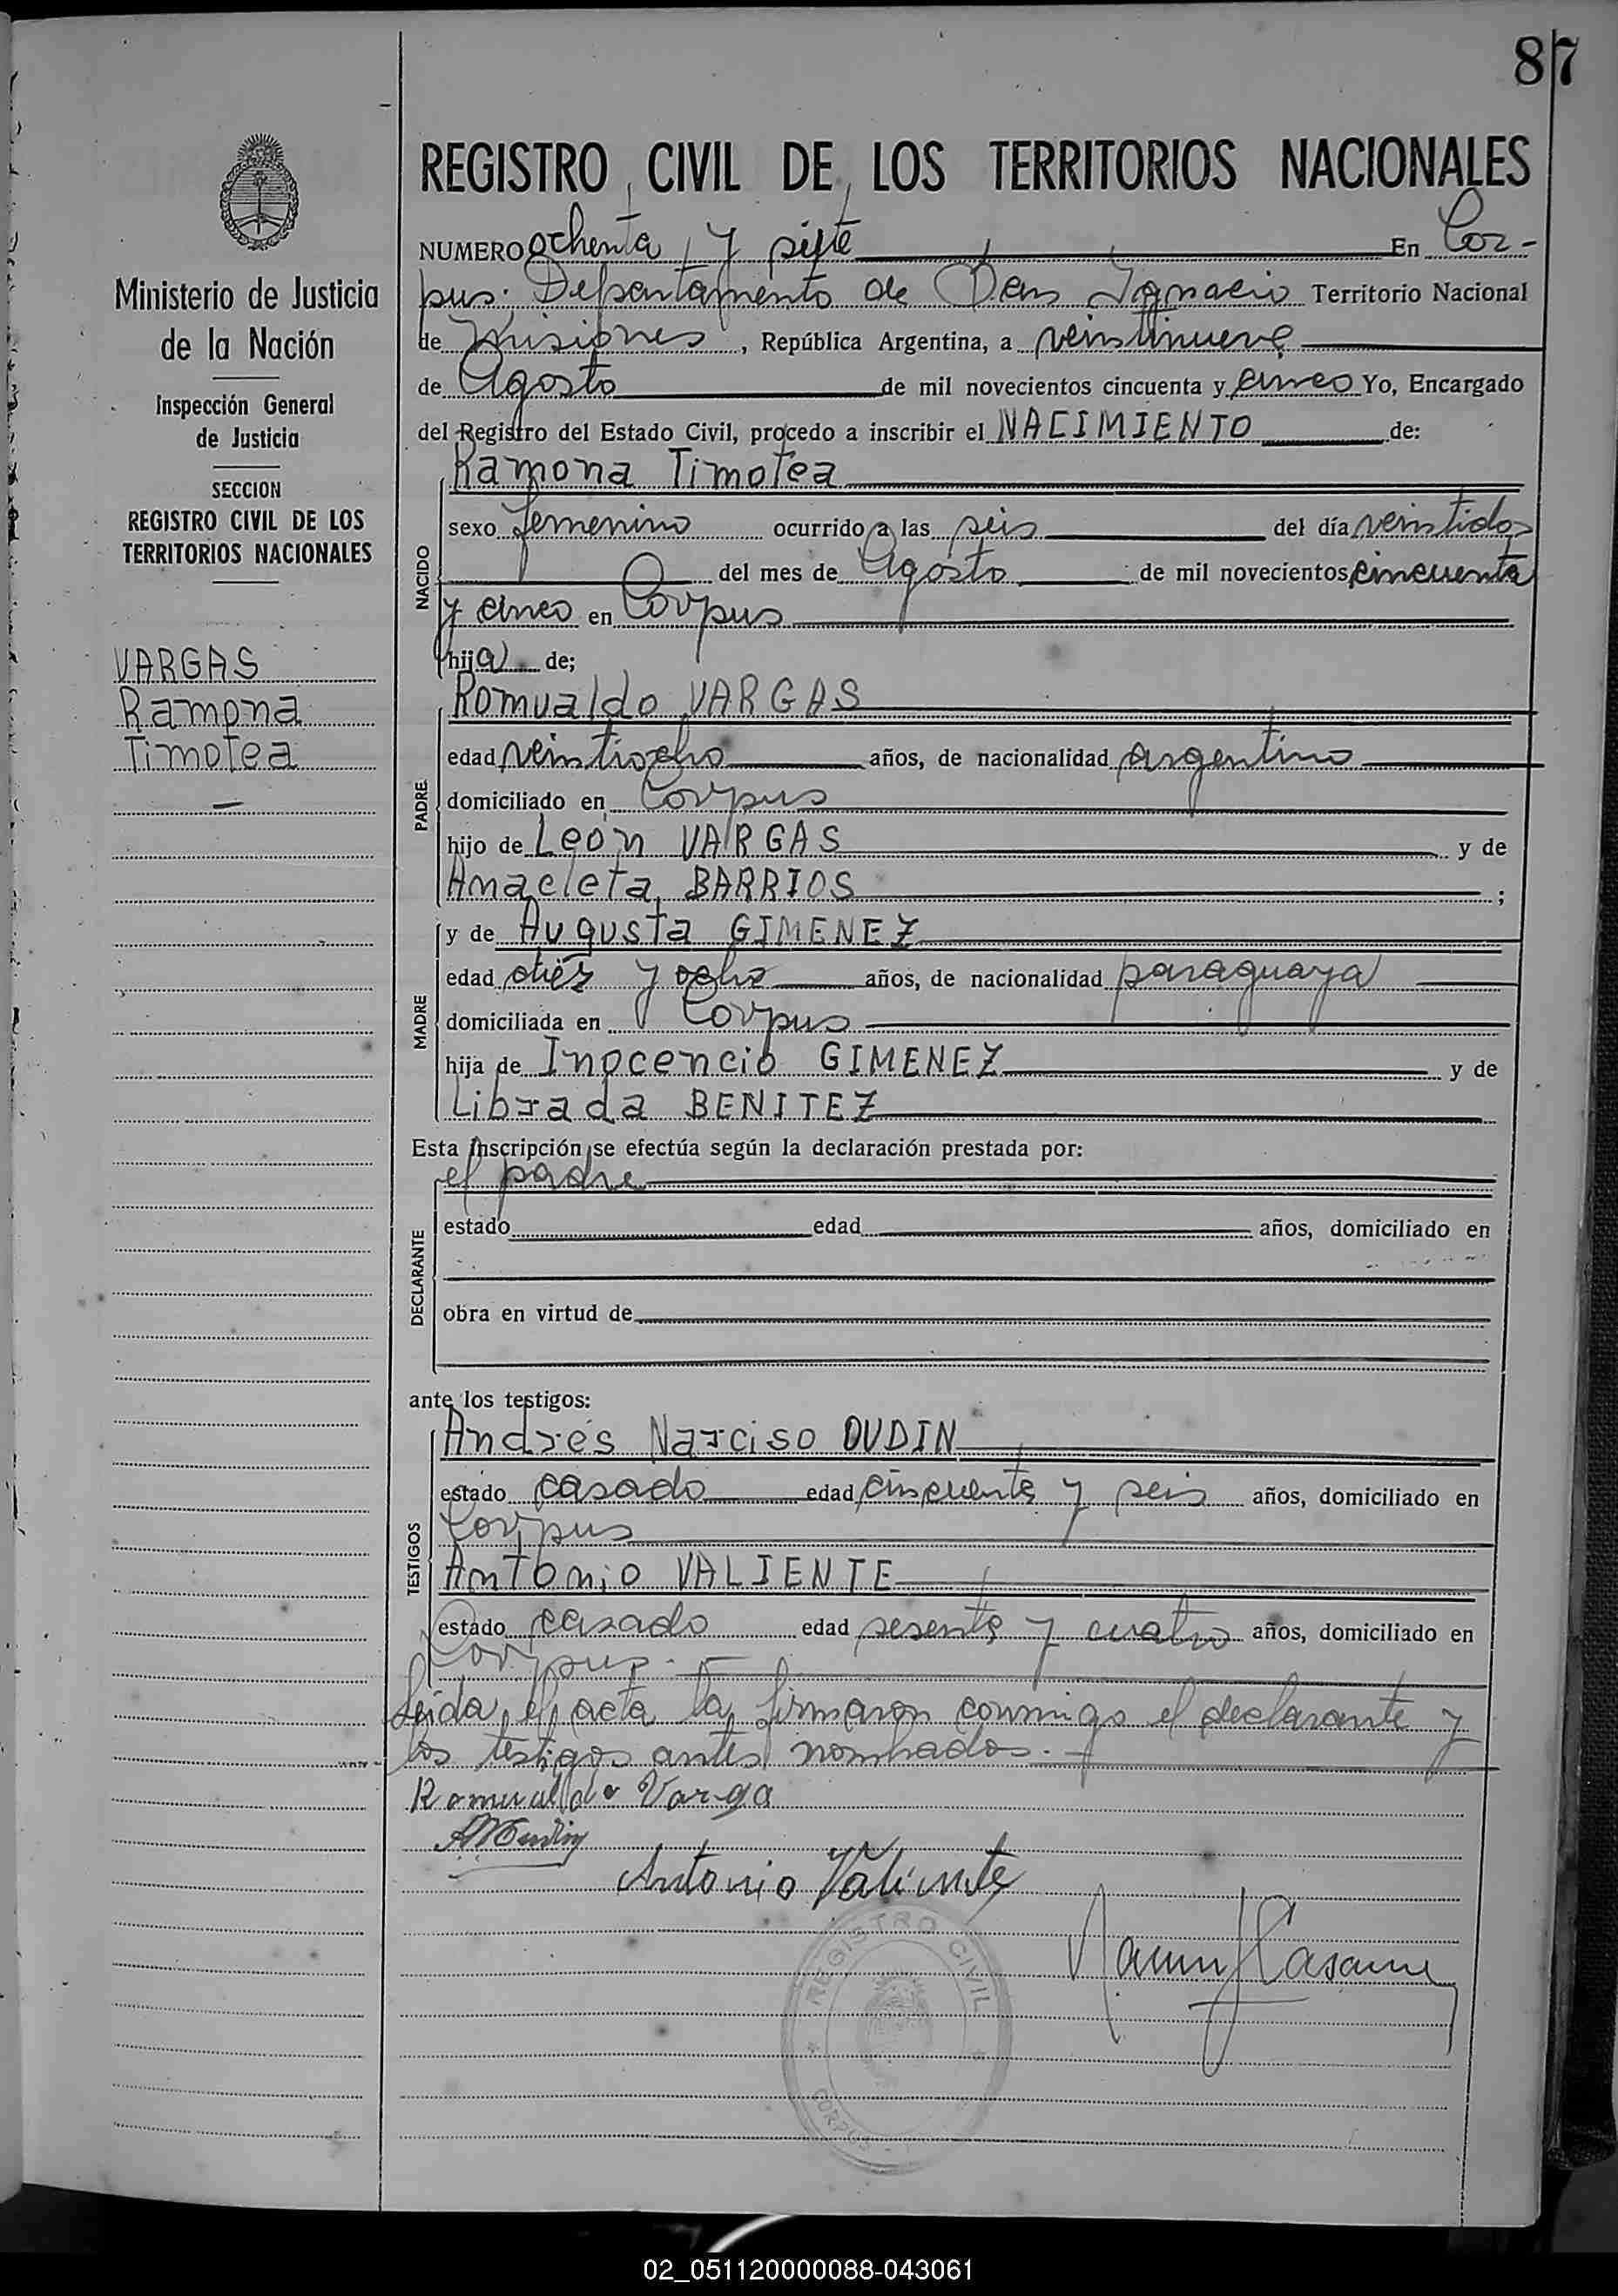 87
REGISTRO CIVIL DE LOS TERRITORIOS NACIONALES
NUMERO ochenta y siete En Cor-
pus. Departamento de San Ignacio Territorio Nacional
de Misiones, República Argentina, a veintinueve
de Agosto de mil novecientos cincuenta y cinco Yo, Encargado
del Registro del Estado Civil, procedo a inscribir el NACIMIENTO de:
Ministerio de Justicia
de la Nación
Inspección General
de Justicia
SECCION
REGISTRO CIVIL DE LOS
TERRITORIOS NACIONALES
VARGAS
Ramona
Timotea
NACIDO
Ramona Timotea
sexo femenino ocurrido a las seis del día veintidos
del mes de Agosto de mil novecientos cincuenta
y cinco en Corpus
hija de;
PADRE
Romualdo VARGAS
edad veintiocho años, de nacionalidad argentino
domiciliado en Corpus
hijo de León VARGAS y de
Anacleta BARRIOS ;
MADRE
y de Augusta GIMENEZ
edad diez y ocho años, de nacionalidad paraguaya
domiciliada en Corpus
hija de Inocencio GIMENEZ y de
Librada BENITEZ
Esta inscripción se efectúa según la declaración prestada por:
DECLARANTE
el padre
estado edad años, domiciliado en
obra en virtud de
ante los testigos:
TESTIGOS
Andrés Narciso OUDIN
estado casado edad cincuenta y seis años, domiciliado en
Corpus
Antonio VALIENTE
estado casado edad sesenta y cuatro años, domiciliado en
Corpus.
Leida el acta la firmaron conmigo el declarante y
los testigos antes nombrados.
Romualdo Varga
Antonio Valiente
REGISTRO CIVIL
CORPUS
02_051120000088-043061